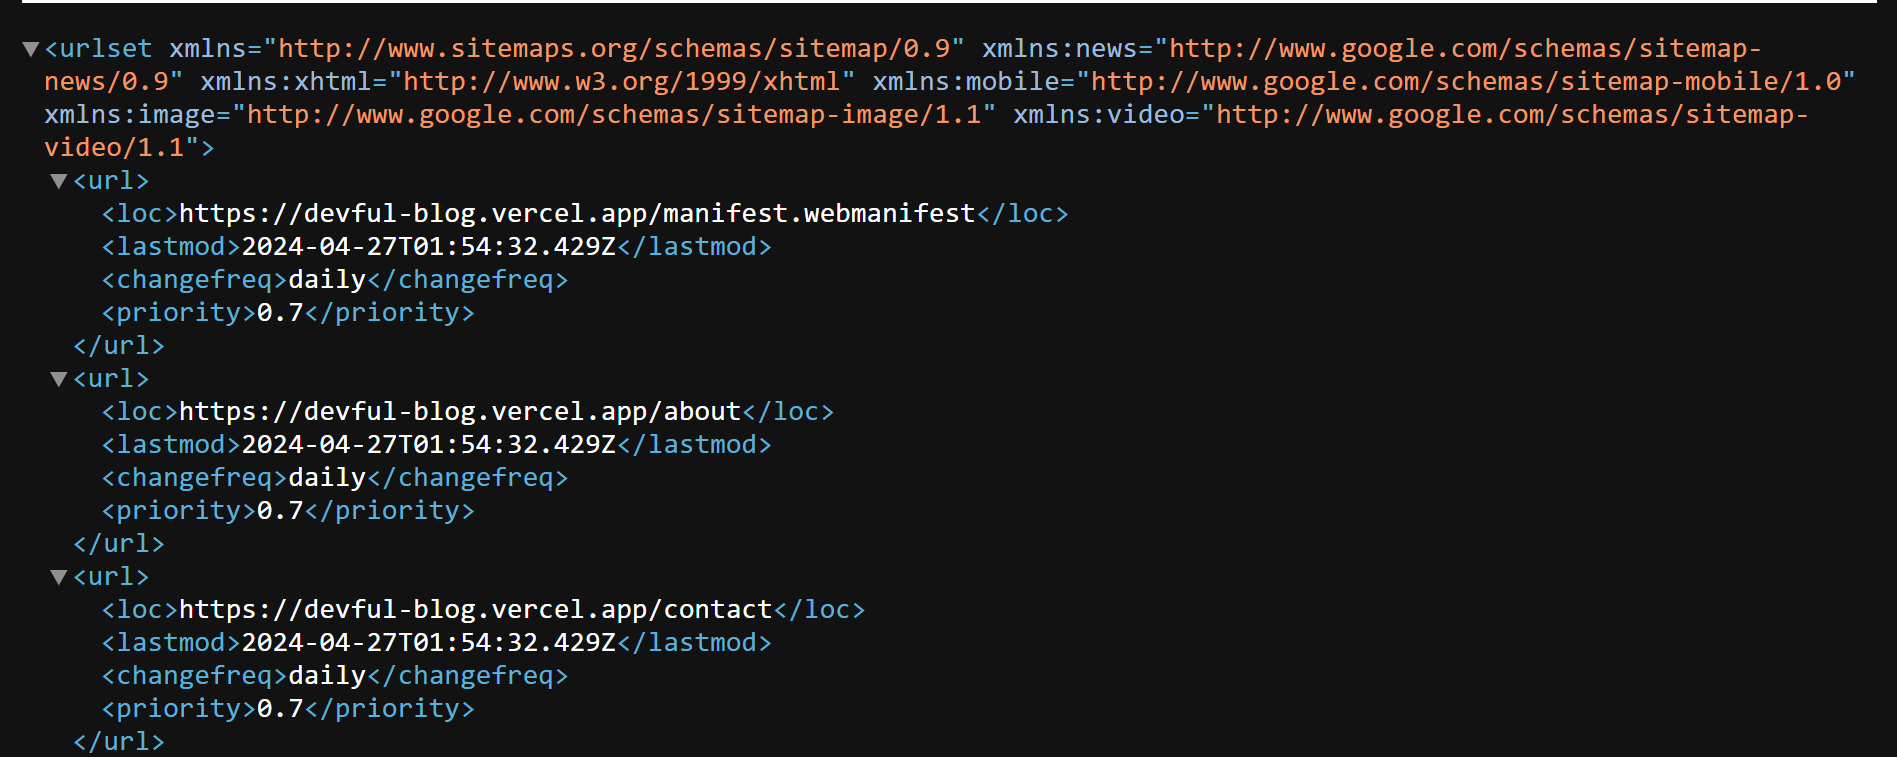 <urlset xmlns="http://www.sitemaps.org/schemas/sitemap/0.9" xmlns:news="http://www.google.com/schemas/sitemap-
news/0.9" xmlns:xhtml="http://www.w3.org/1999/xhtml" xmlns:mobile="http://www.google.com/schemas/sitemap-mobile/1.0"
xmlns:image="http://www.google.com/schemas/sitemap-image/1.1" xmlns:video="http://www.google.com/schemas/sitemap-
video/1.1">
<url>
<loc>https://devful-blog.vercel.app/manifest.webmanifest</loc>
<lastmod>2024-04-27T01:54:32.429Z</lastmod>
<changefreq>daily</changefreq>
<priority>0.7</priority>
</url>
<url>
<loc>https://devful-blog.vercel.app/about</loc>
<lastmod>2024-04-27T01:54:32.429Z</lastmod>
<changefreq>daily</changefreq>
<priority>0.7</priority>
</url>
<url>
<loc>https://devful-blog.vercel.app/contact</loc>
<lastmod>2024-04-27T01:54:32.429Z</lastmod>
<changefreq>daily</changefreq>
<priority>0.7</priority>
</url>